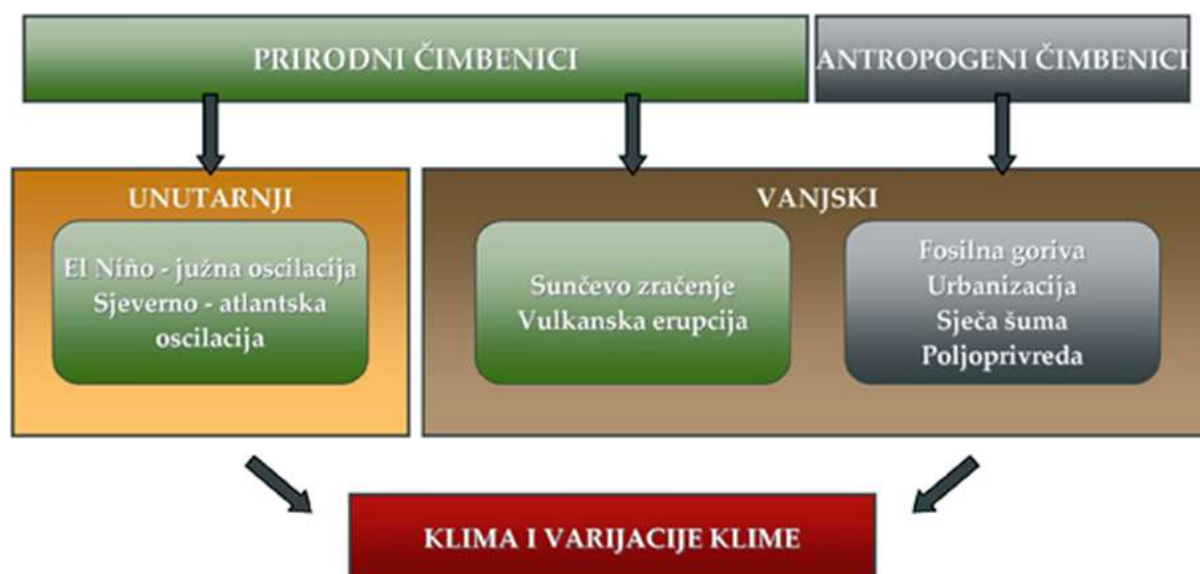 PRIRODNI ČIMBENICI
ANTROPOGENI ČIMBENICI
UNUTARNJI
El Niño - južna oscilacija
Sjeverno - atlantska
oscilacija
VANJSKI
Sunčevo zračenje
Vulkanska erupcija
Fosilna goriva
Urbanizacija
Sječa šuma
Poljoprivreda
KLIMA I VARIJACIJE KLIME